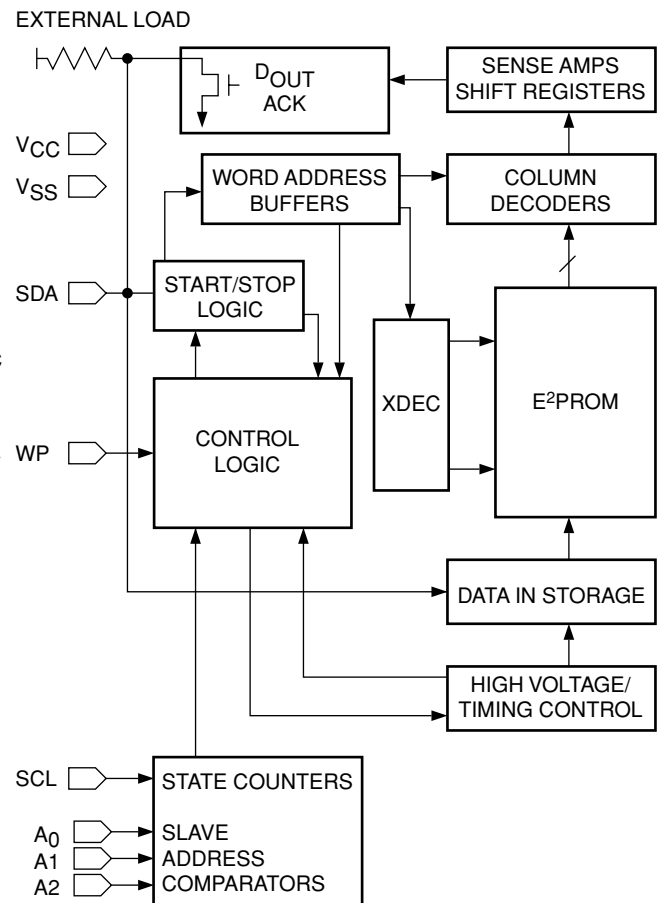 EXTERNAL LOAD
DOUT
ACK
SENSE AMPS
SHIFT REGISTERS
VCC
VSS
WORD ADDRESS
BUFFERS
COLUMN
DECODERS
SDA
START/STOP
LOGIC
XDEC
E²PROM
WP
CONTROL
LOGIC
DATA IN STORAGE
HIGH VOLTAGE/
TIMING CONTROL
SCL
STATE COUNTERS
A0
SLAVE
A1
ADDRESS
A2
COMPARATORS